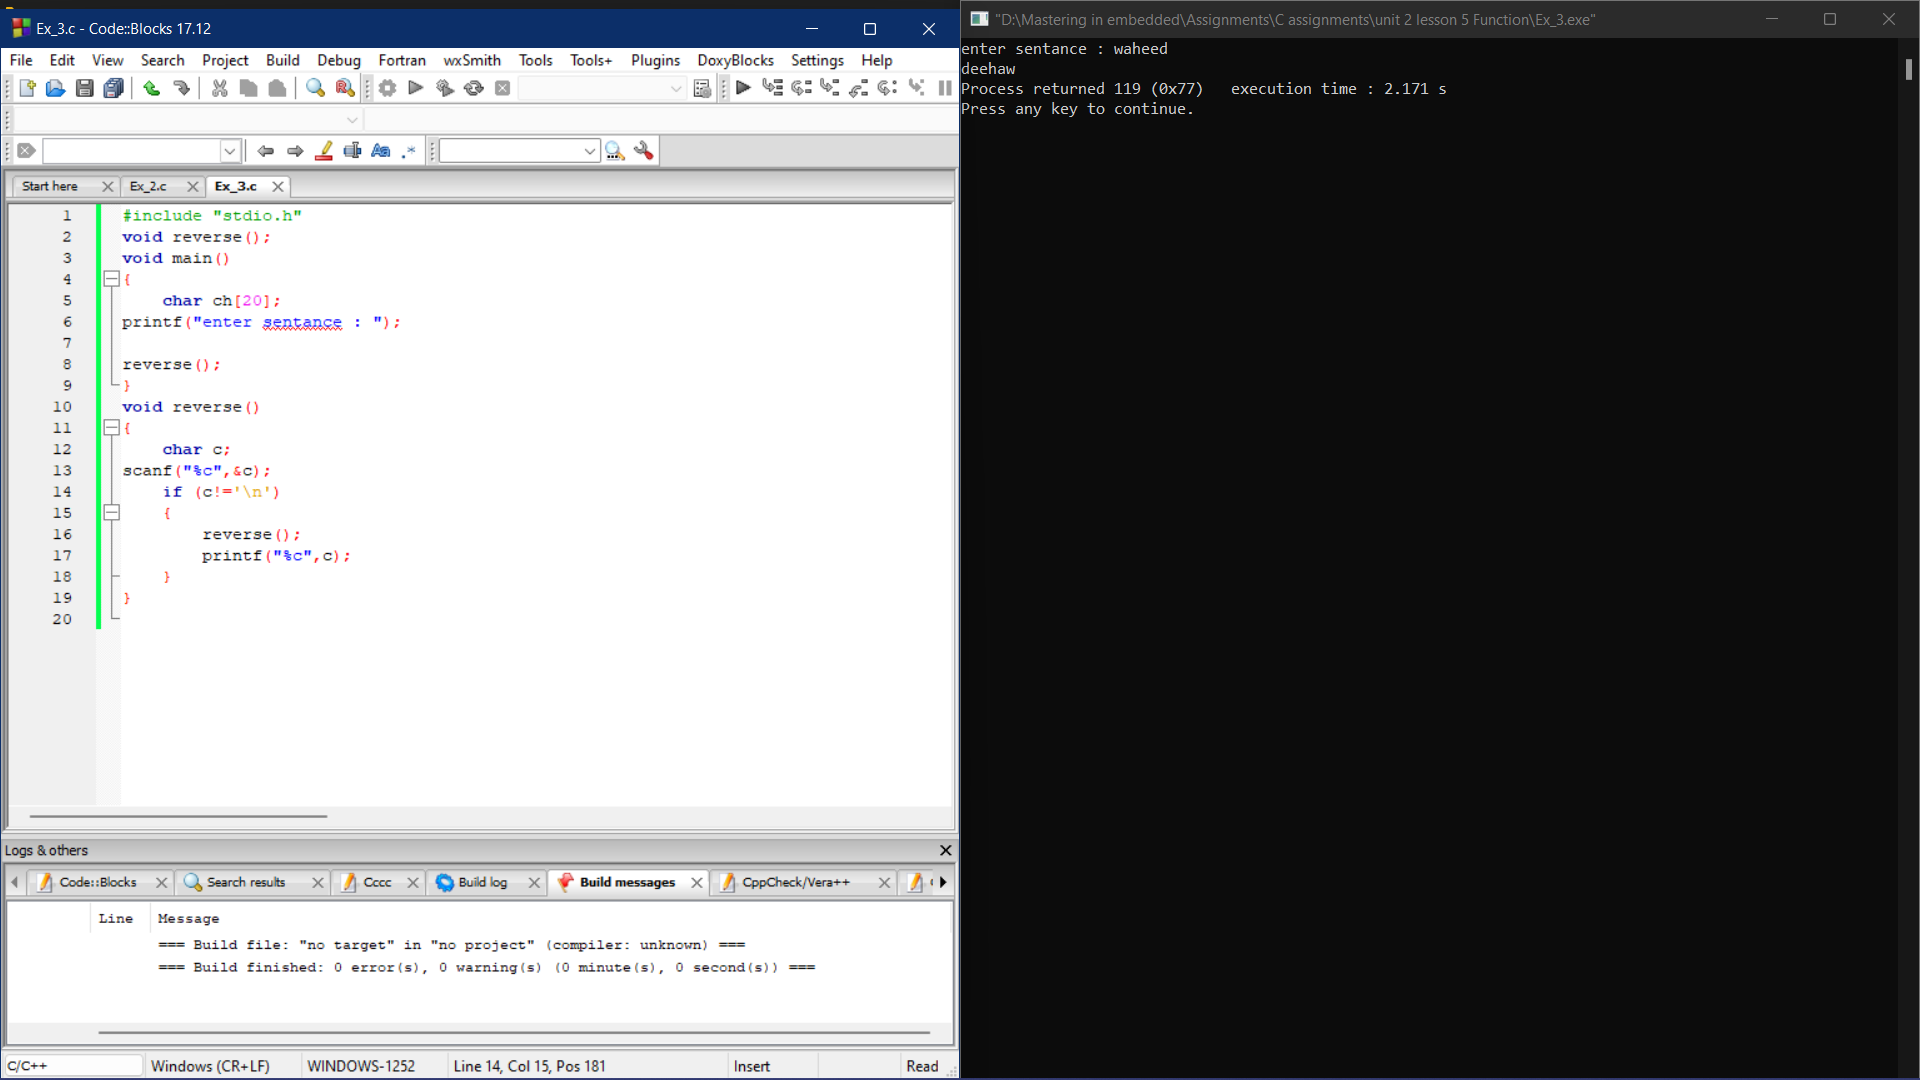 Ex_3.c - Code::Blocks 17.12
File Edit View Search Project Build Debug Fortran wxSmith Tools Tools+ Plugins DoxyBlocks Settings Help
Start here Ex_2.c Ex_3.c
1 #include "stdio.h"
2 void reverse();
3 void main()
4 {
5 char ch[20];
6 printf("enter sentance : ");
7
8 reverse();
9 }
10 void reverse()
11 {
12 char c;
13 scanf("%c",&c);
14 if (c!='\n')
15 {
16 reverse();
17 printf("%c",c);
18 }
19 }
20
Logs & others
Code::Blocks Search results Cccc Build log Build messages CppCheck/Vera++
Line Message
=== Build file: "no target" in "no project" (compiler: unknown) ===
=== Build finished: 0 error(s), 0 warning(s) (0 minute(s), 0 second(s)) ===
C/C++ Windows (CR+LF) WINDOWS-1252 Line 14, Col 15, Pos 181 Insert Read
"D:\Mastering in embedded\Assignments\C assignments\unit 2 lesson 5 Function\Ex_3.exe"
enter sentance : waheed
deehaw
Process returned 119 (0x77) execution time : 2.171 s
Press any key to continue.